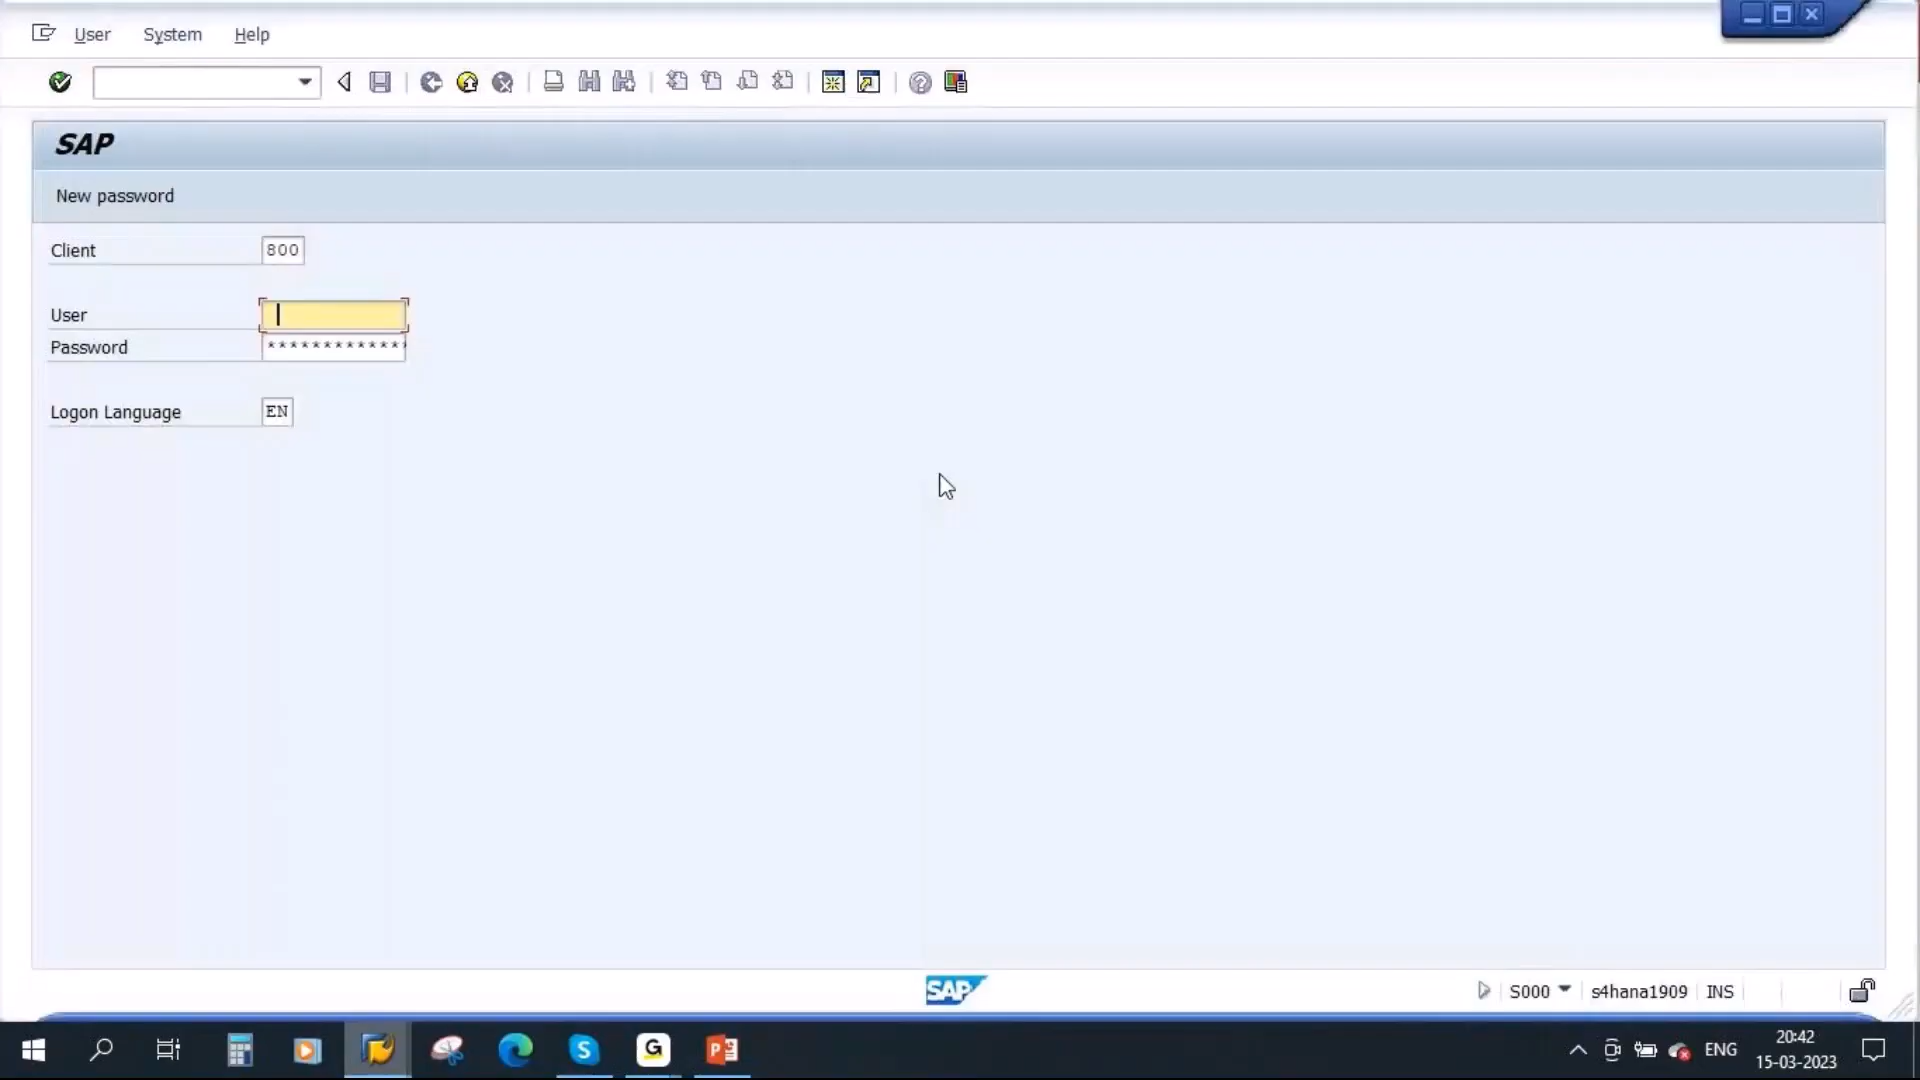 User System Help
SAP
New password
Client 800
User
Password *************
Logon Language EN
SAP
S000 s4hana1909 INS
S G P
ENG 20:42
15-03-2023